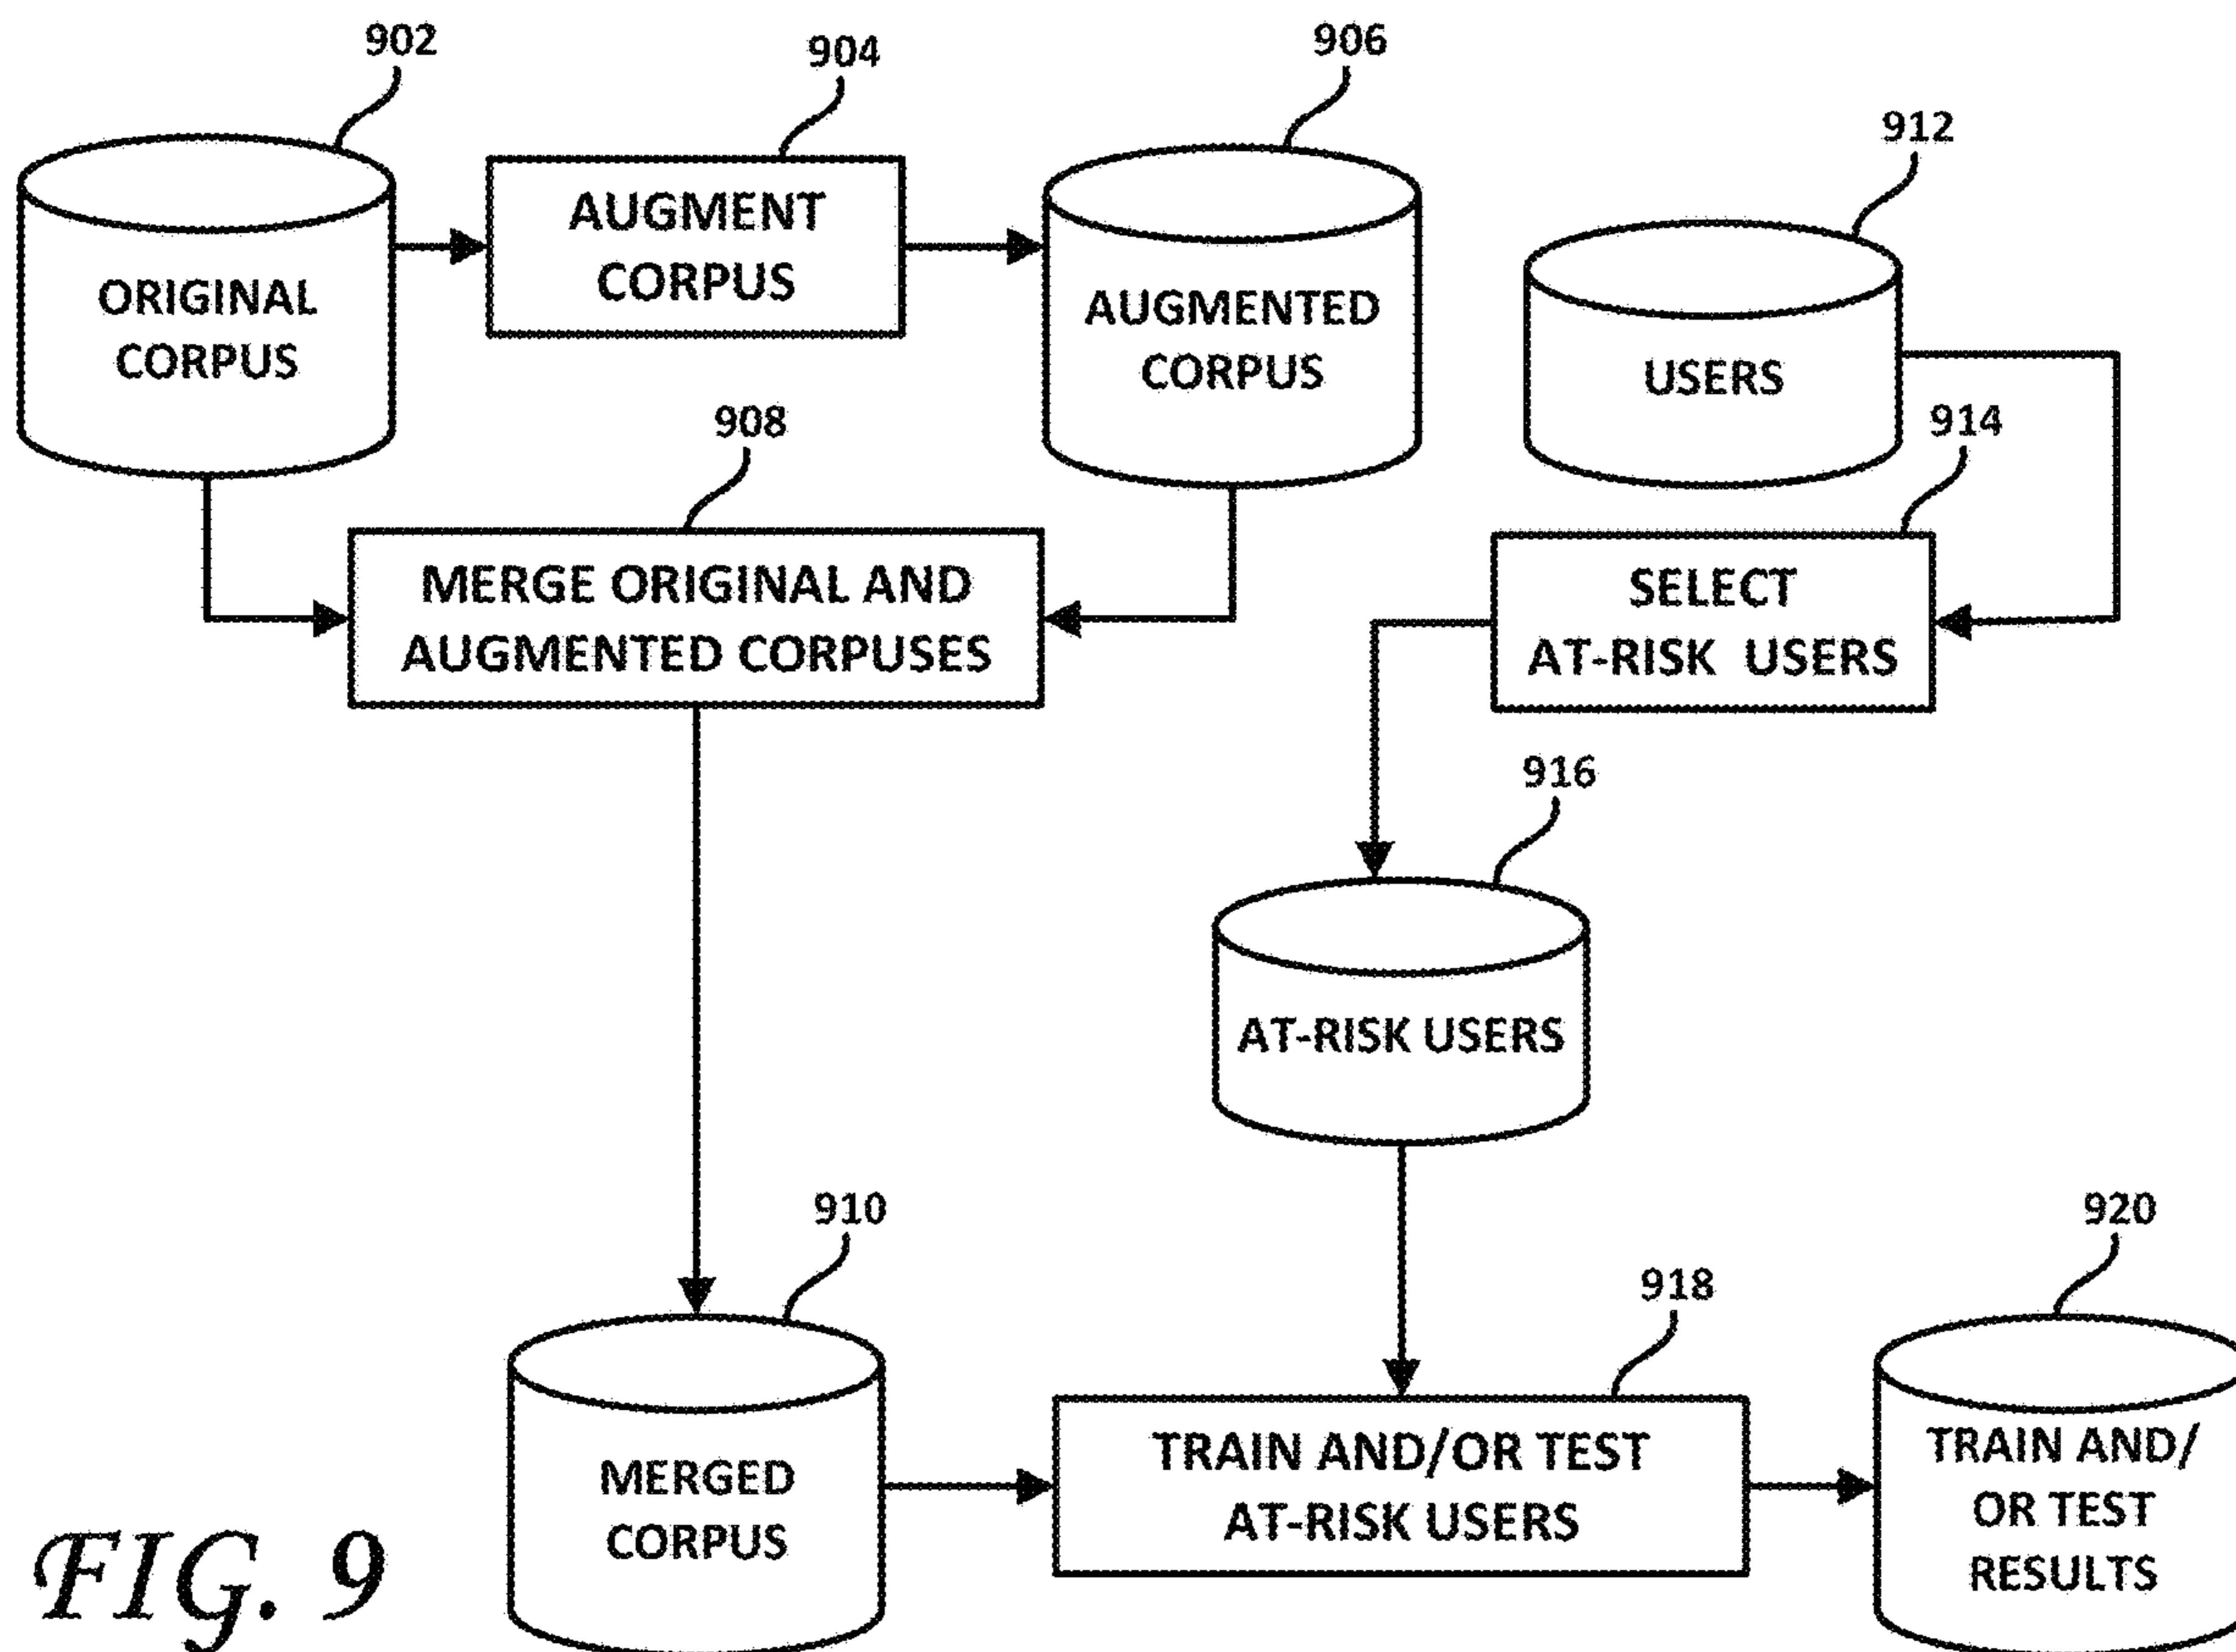 902
904
906
912
ORIGINAL
CORPUS
AUGMENT
CORPUS
AUGMENTED
CORPUS
USERS
908
914
MERGE ORIGINAL AND
AUGMENTED CORPUSES
SELECT
AT-RISK USERS
916
AT-RISK USERS
910
918
920
MERGED
CORPUS
TRAIN AND/OR TEST
AT-RISK USERS
TRAIN AND/
OR TEST
RESULTS
FIG. 9